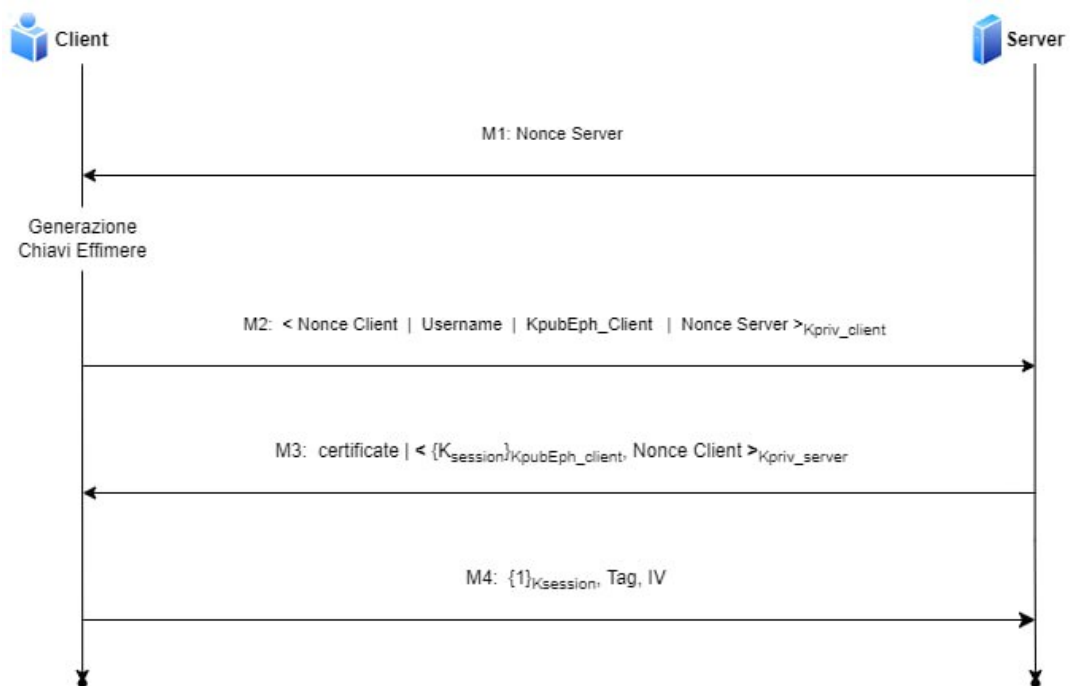 Client
Server
M1: Nonce Server
Generazione
Chiavi Effimere
M2: < Nonce Client | Username | KpubEph_Client | Nonce Server >Kpriv_client
M3: certificate | < {Ksession}KpubEph_client, Nonce Client >Kpriv_server
M4: {1}Ksession, Tag, IV